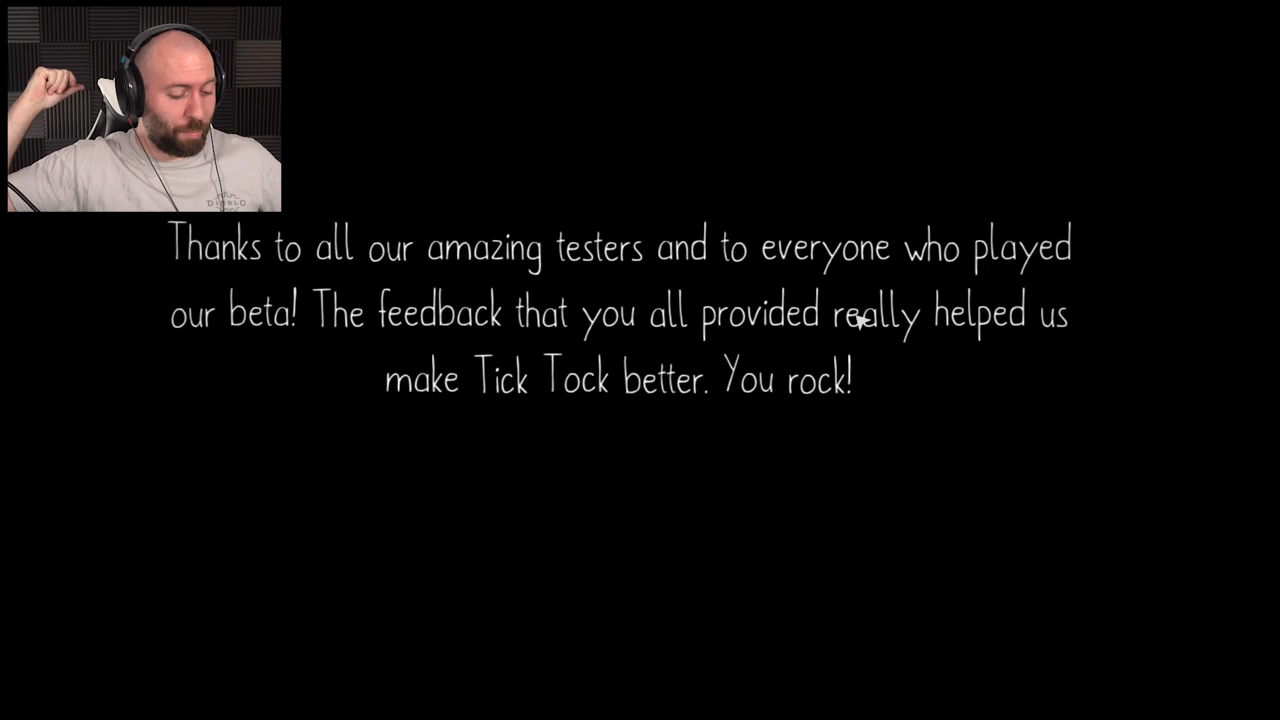 DIABLO
Thanks to all our amazing testers and to everyone who played
our beta! The feedback that you all provided really helped us
make Tick Tock better. You rock!